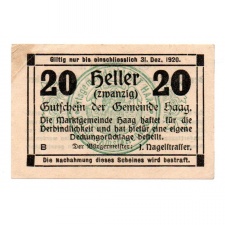 Giltig nur bis einschliesslich 31. Dez. 1920.
20 Heller 20
(zwanzig)
Gutschein der Gemeinde Haag.
Die Marktgemeinde Haag haftet für die
Verbindlichkeit und hat hiefür eine eigene
Deckungsrücklage bestellt.
B Der Bürgermeister: I. Nagelstrasser.
Die Nachahmung dieses Scheines wird bestraft.